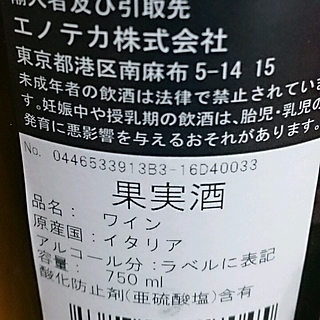 輸入者及び引取先
エノテカ株式会社
東京都港区南麻布 5-14 15
未成年者の飲酒は法律で禁止されていま
す。妊娠中や授乳期の飲酒は、胎児・乳児の
発育に悪影響を与えるおそれがあります。
No. 0446533913B3-16D40033
果実酒
品名: ワイン
原産国:イタリア
アルコール分:ラベルに表記
容量: 750 ml
酸化防止剤(亜硫酸塩)含有